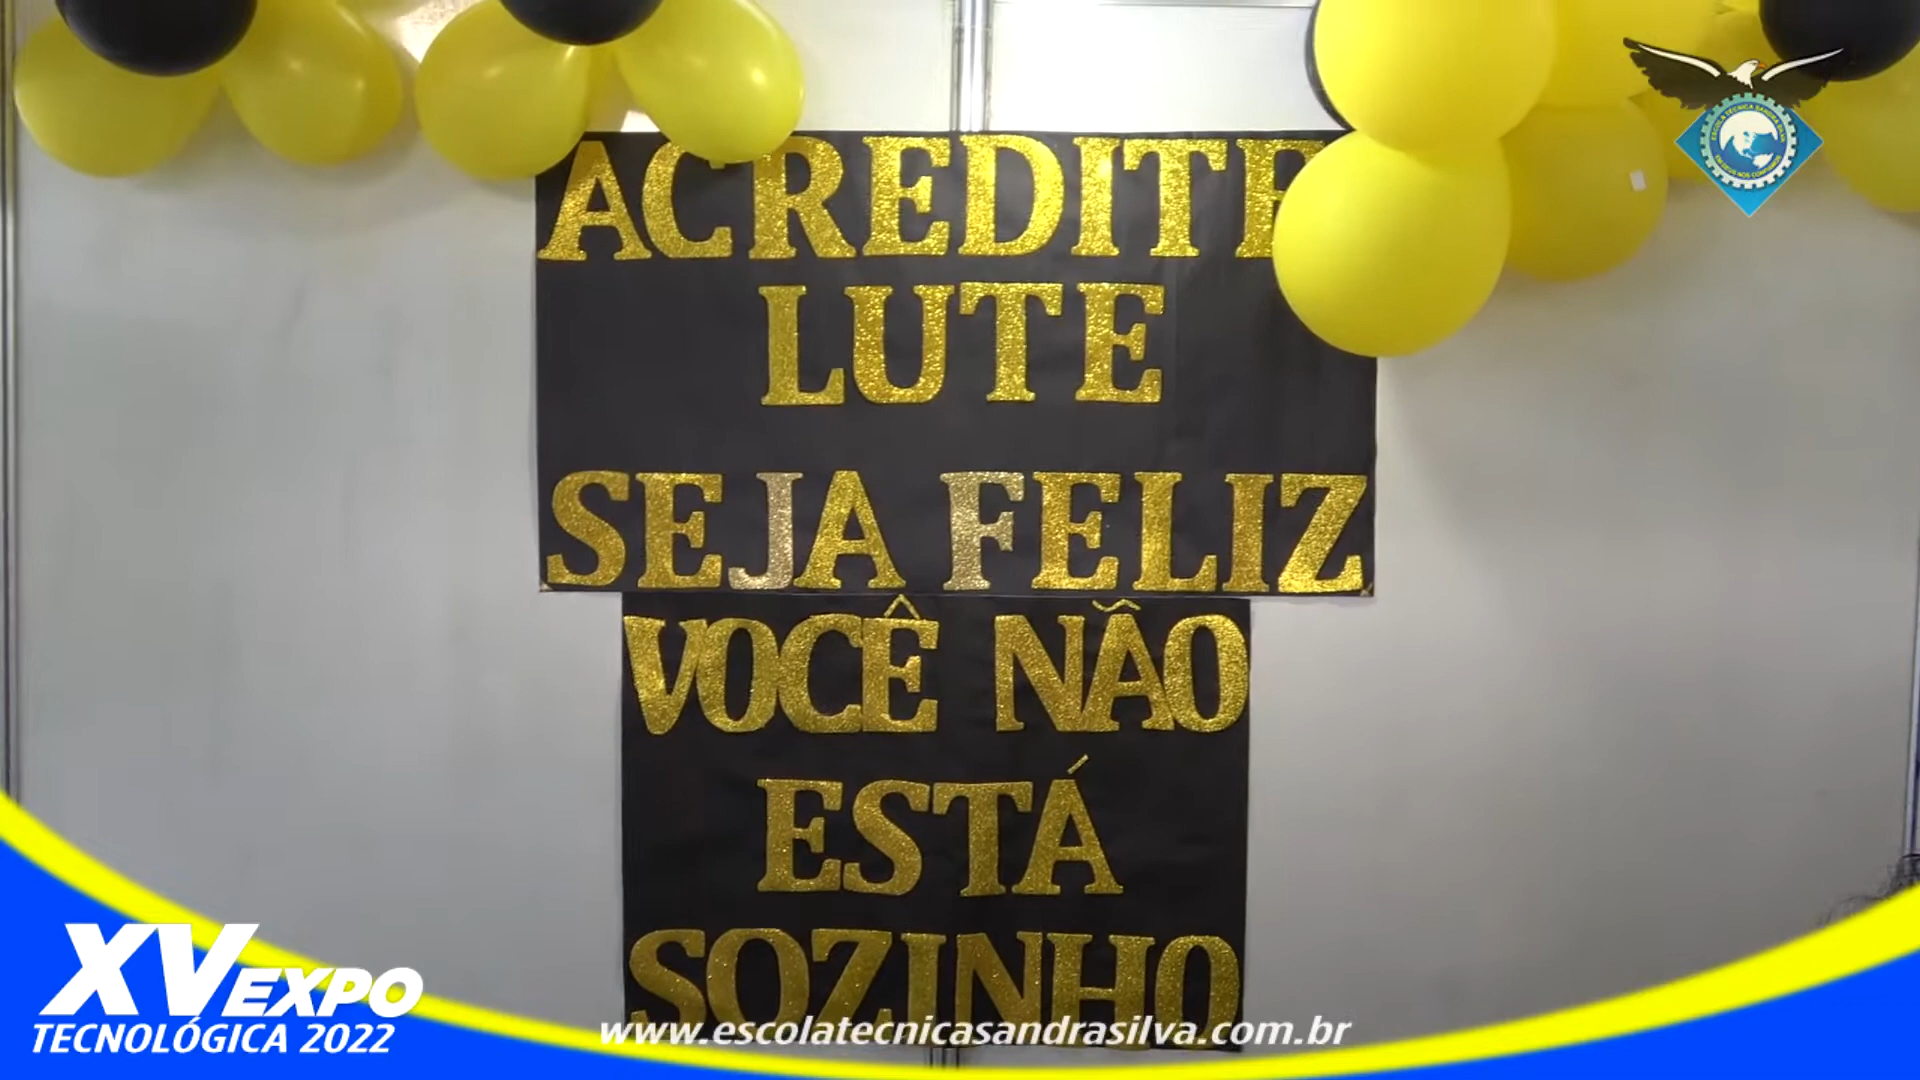 ACREDITE
LUTE
SEJA FELIZ
VOCÊ NÃO
ESTÁ
SOZINHO
XV EXPO
TECNOLÓGICA 2022
www.escolatecnicasandrasilva.com.br